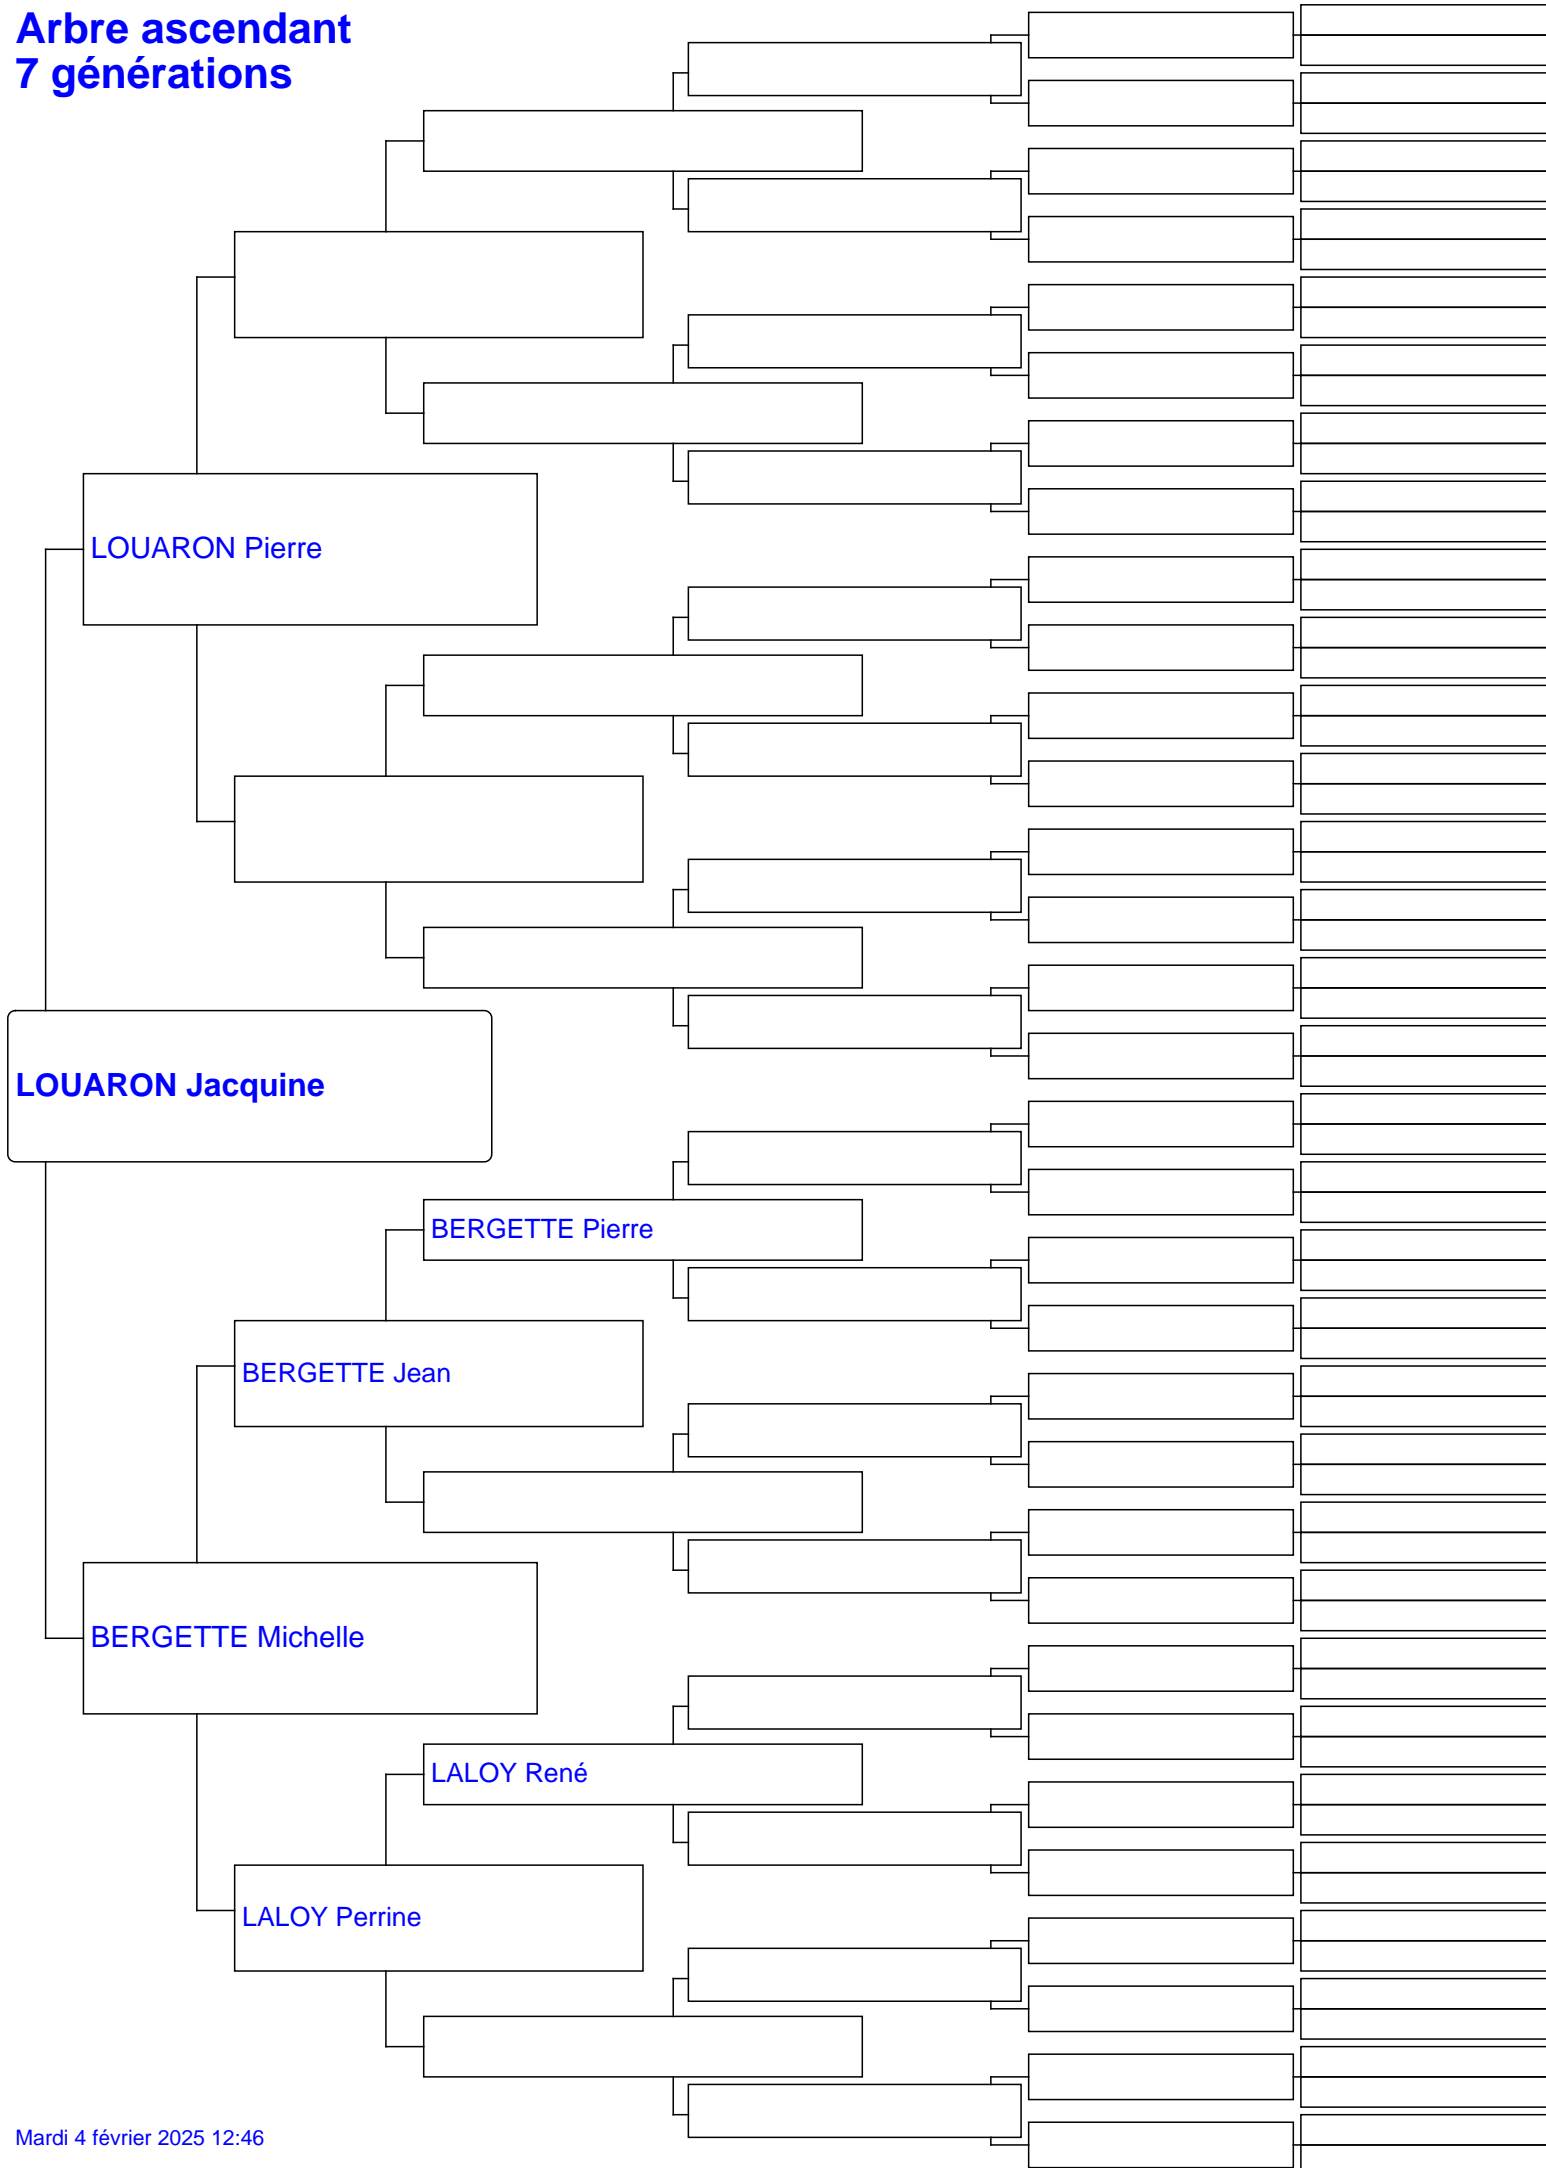 Arbre ascendant
7 générations
LOUARON Pierre
LOUARON Jacquine
BERGETTE Pierre
BERGETTE Jean
BERGETTE Michelle
LALOY René
LALOY Perrine
Mardi 4 février 2025 12:46